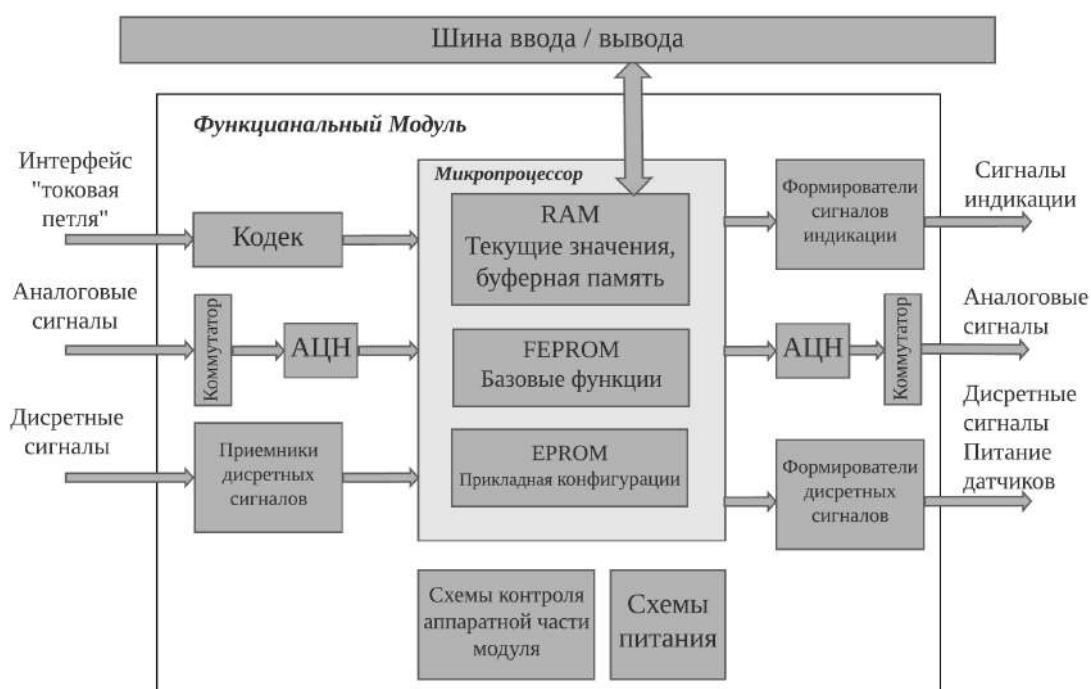 Шина ввода / вывода
Функцианальный Модуль
Интерфейс
"токовая
петля"
Кодек
Аналоговые
сигналы
Коммутатор
АЦН
Дисретные
сигналы
Приемники
дисретных
сигналов
Микропроцессор
RAM
Текущие значения,
буферная память
FEPROM
Базовые функции
EPROM
Прикладная конфигурации
Формирователи
сигналов
индикации
Сигналы
индикации
АЦН
Коммутатор
Аналоговые
сигналы
Формирователи
дисретных
сигналов
Дисретные
сигналы
Питание
датчиков
Схемы контроля
аппаратной части
модуля
Схемы
питания